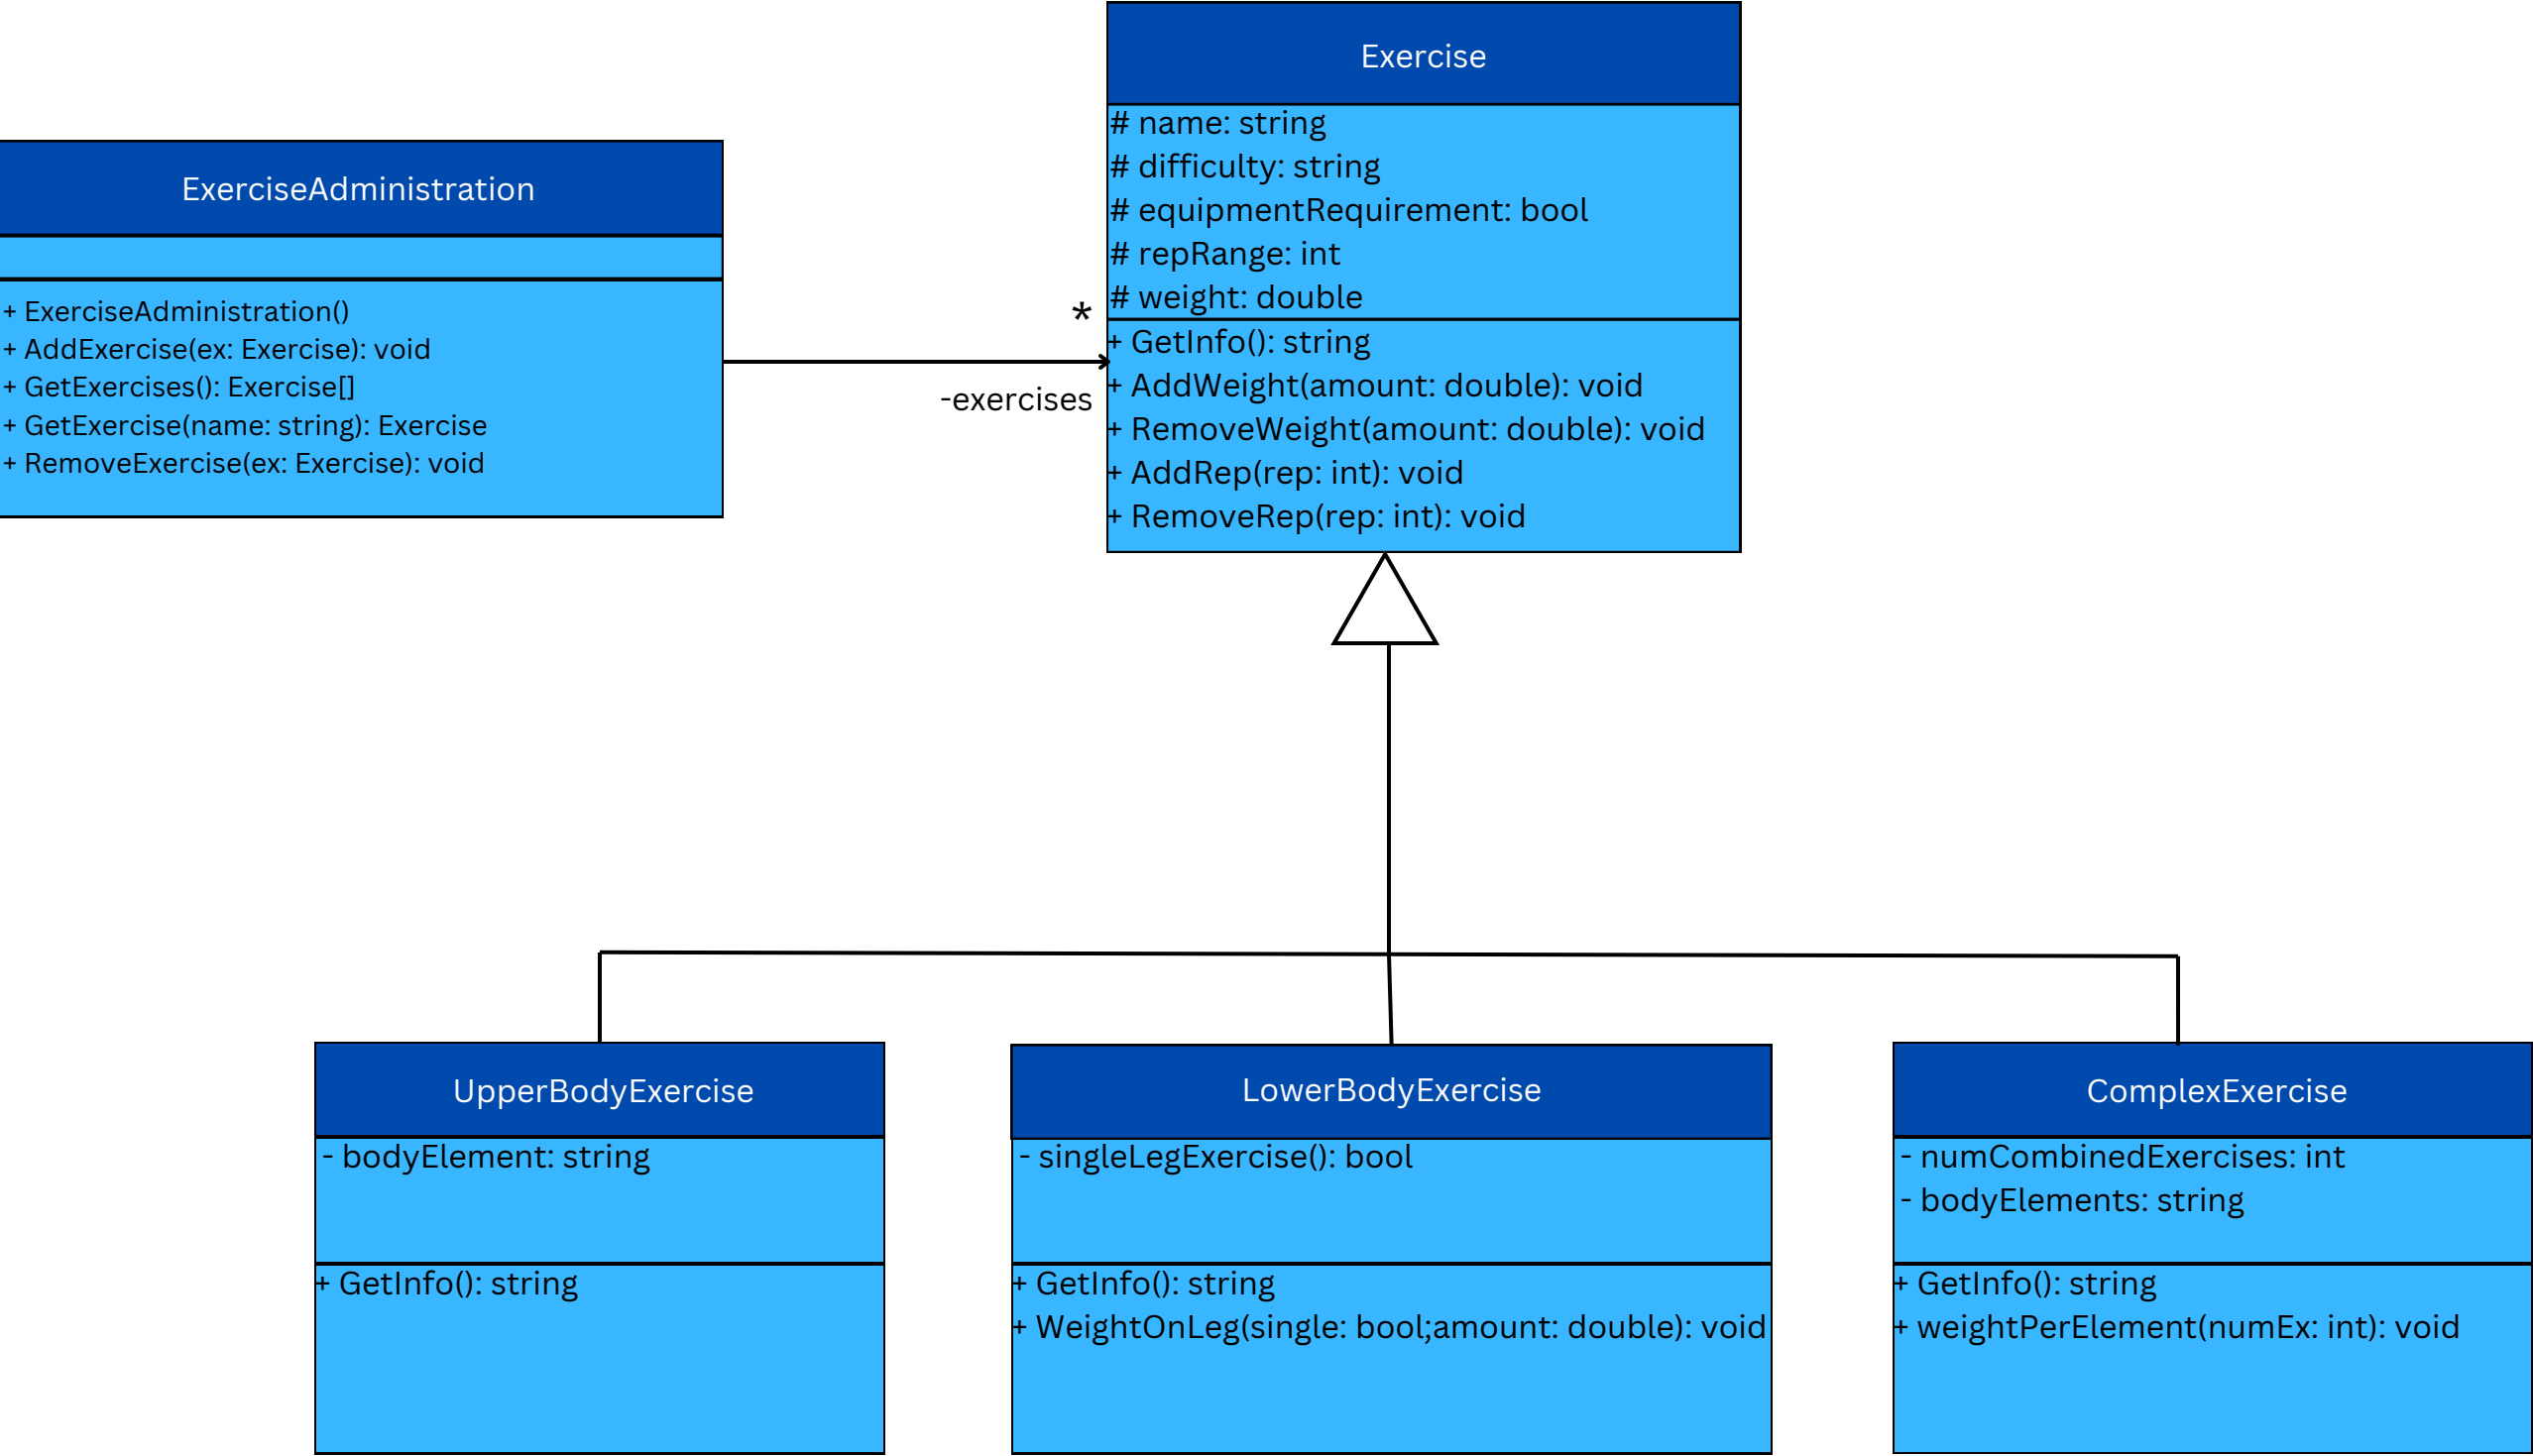 Exercise
# name: string
# difficulty: string
# equipmentRequirement: bool
# repRange: int
# weight: double
+ GetInfo(): string
+ AddWeight(amount: double): void
+ RemoveWeight(amount: double): void
+ AddRep(rep: int): void
+ RemoveRep(rep: int): void
ExerciseAdministration
+ ExerciseAdministration()
+ AddExercise(ex: Exercise): void
+ GetExercises(): Exercise[]
+ GetExercise(name: string): Exercise
+ RemoveExercise(ex: Exercise): void
*
-exercises
UpperBodyExercise
- bodyElement: string
+ GetInfo(): string
LowerBodyExercise
- singleLegExercise(): bool
+ GetInfo(): string
+ WeightOnLeg(single: bool;amount: double): void
ComplexExercise
- numCombinedExercises: int
- bodyElements: string
+ GetInfo(): string
+ weightPerElement(numEx: int): void